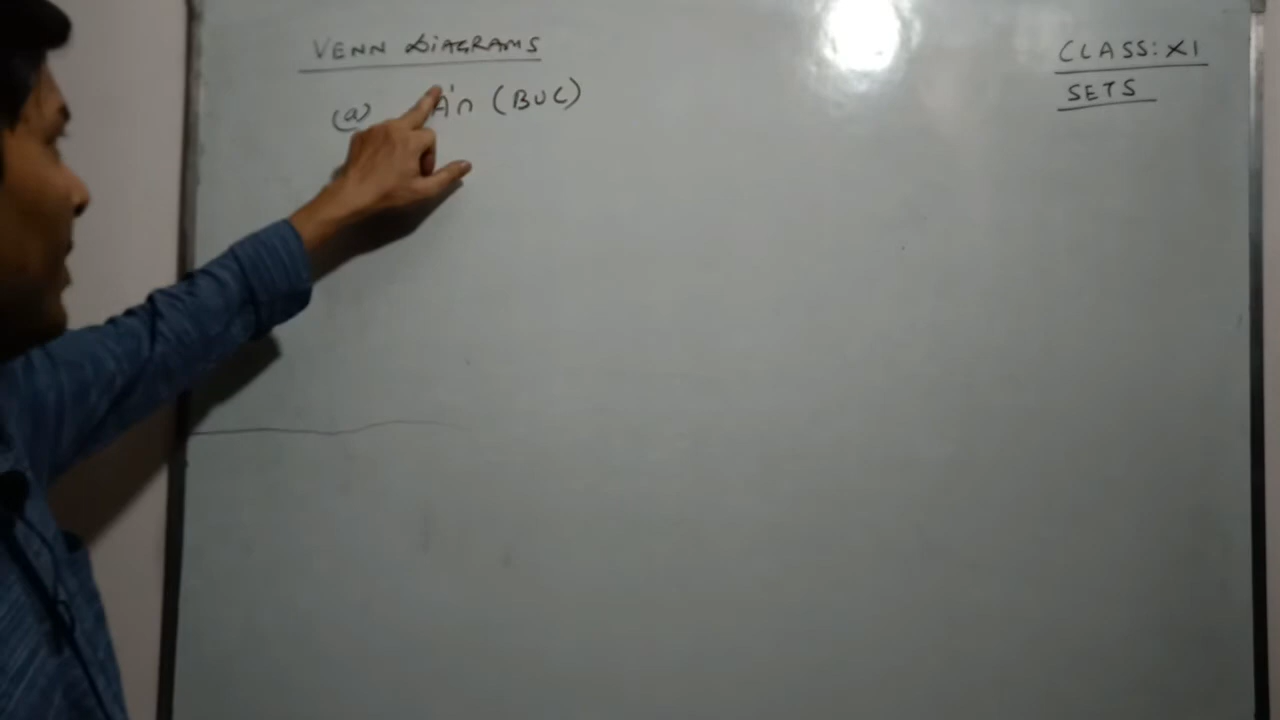 VENN DIAGRAMS
(a) A'∩ (B∪C)
CLASS: XI
SETS